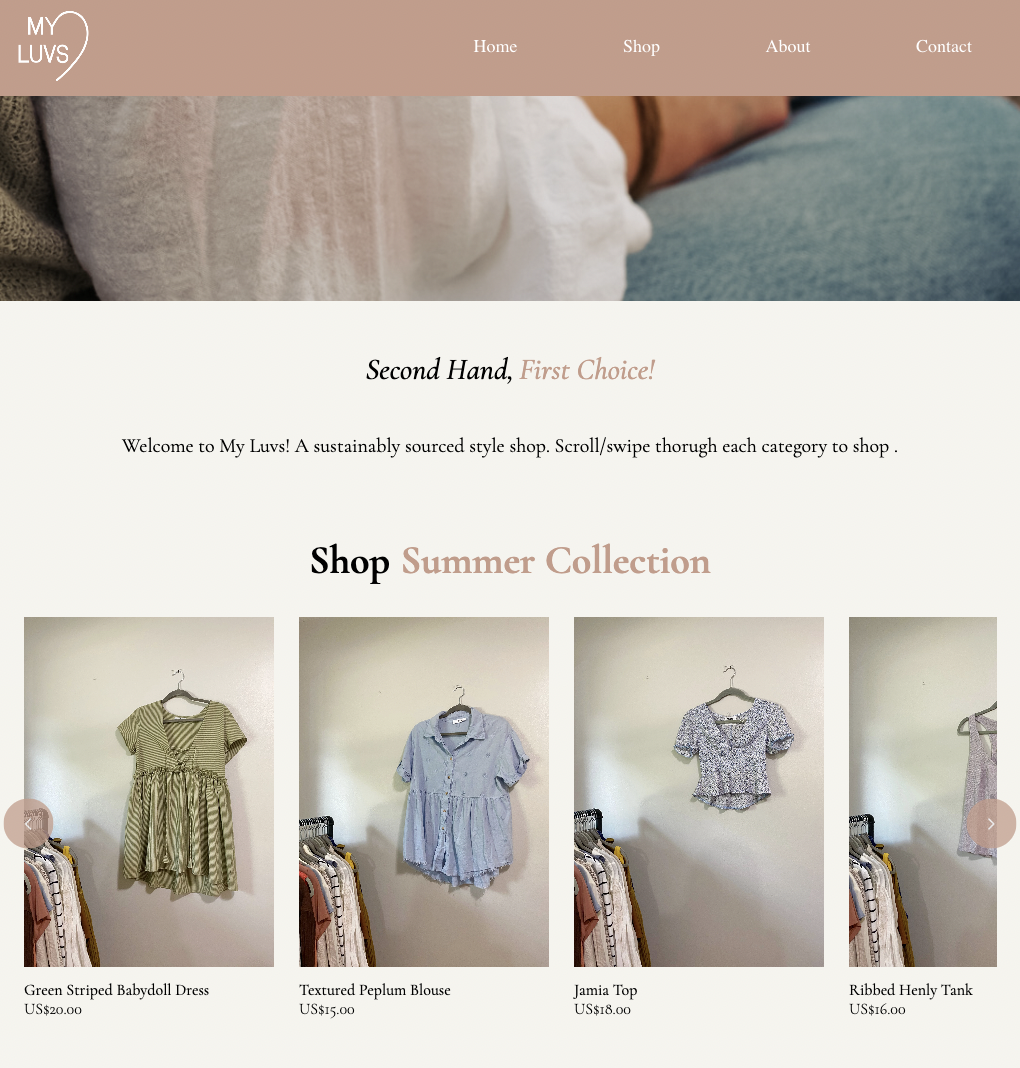 MY
LUVS
Home Shop About Contact
Second Hand, First Choice!
Welcome to My Luvs! A sustainably sourced style shop. Scroll/swipe thorugh each category to shop .
Shop Summer Collection
Green Striped Babydoll Dress
US$20.00
Textured Peplum Blouse
US$15.00
Jamia Top
US$18.00
Ribbed Henly Tank
US$16.00